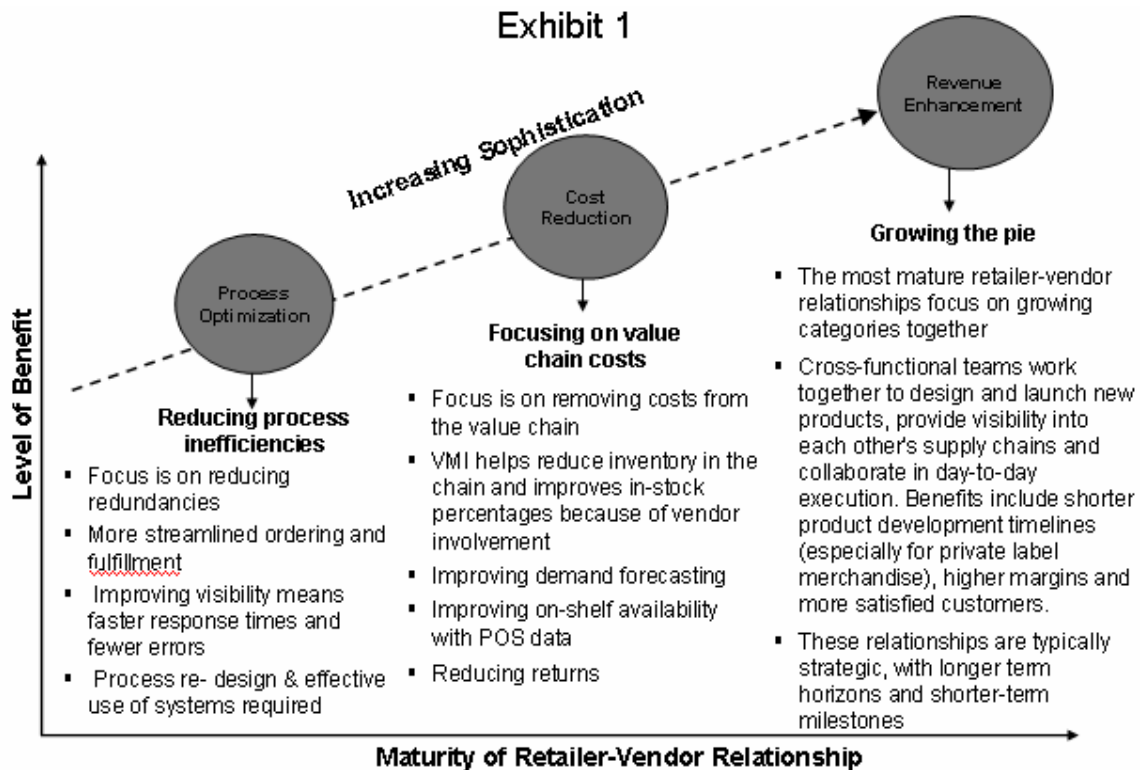 Exhibit 1
Revenue
Enhancement
Increasing Sophistication
Cost
Reduction
Growing the pie
Process
Optimization
Level of Benefit
Reducing process
inefficiencies
▪ Focus is on reducing
redundancies
▪ More streamlined ordering and
fulfillment
▪ Improving visibility means
faster response times and
fewer errors
▪ Process re- design & effective
use of systems required
Focusing on value
chain costs
▪ Focus is on removing costs from
the value chain
▪ VMI helps reduce inventory in the
chain and improves in-stock
percentages because of vendor
involvement
▪ Improving demand forecasting
▪ Improving on-shelf availability
with POS data
▪ Reducing returns
▪ The most mature retailer-vendor
relationships focus on growing
categories together
▪ Cross-functional teams work
together to design and launch new
products, provide visibility into
each other's supply chains and
collaborate in day-to-day
execution. Benefits include shorter
product development timelines
(especially for private label
merchandise), higher margins and
more satisfied customers.
▪ These relationships are typically
strategic, with longer term
horizons and shorter-term
milestones
Maturity of Retailer-Vendor Relationship